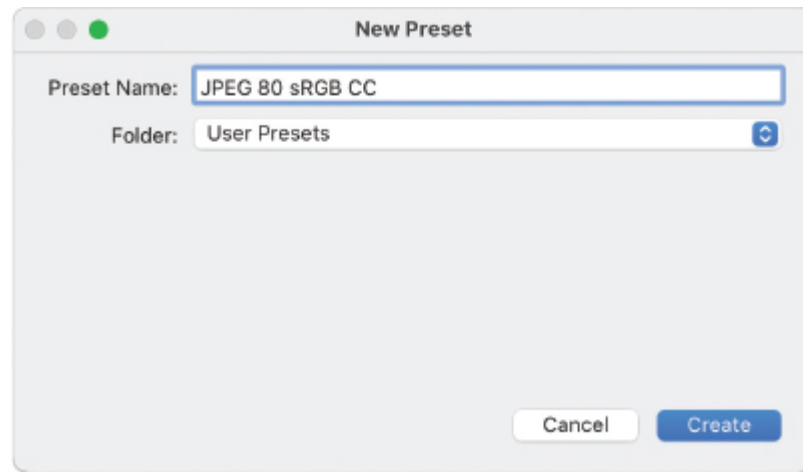 New Preset
Preset Name: JPEG 80 sRGB CC
Folder: User Presets
Cancel Create